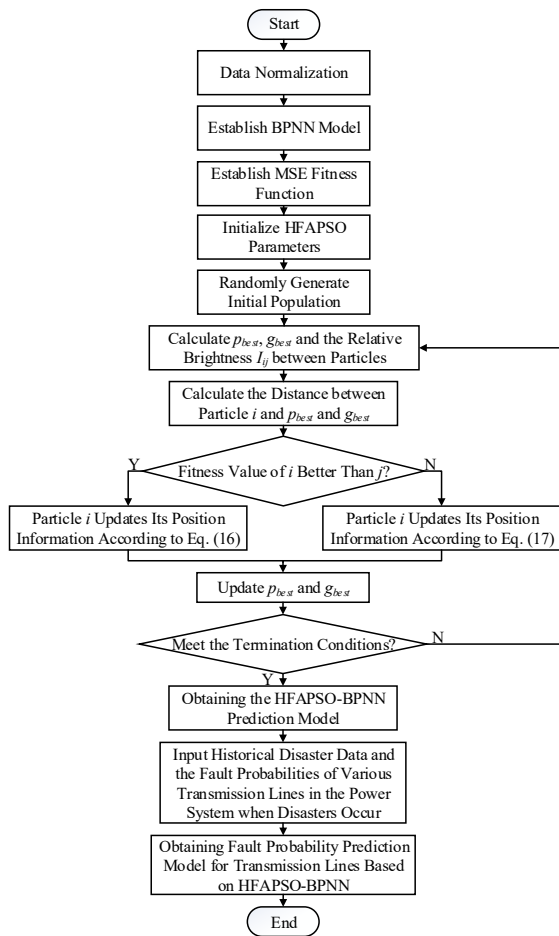 Start
Data Normalization
Establish BPNN Model
Establish MSE Fitness
Function
Initialize HFAPSO
Parameters
Randomly Generate
Initial Population
Calculate pbest, gbest and the Relative
Brightness Iij between Particles
Calculate the Distance between
Particle i and pbest and gbest
Y
Fitness Value of i Better Than j?
N
Particle i Updates Its Position
Information According to Eq. (16)
Particle i Updates Its Position
Information According to Eq. (17)
Update pbest and gbest
Meet the Termination Conditions?
N
Y
Obtaining the HFAPSO-BPNN
Prediction Model
Input Historical Disaster Data and
the Fault Probabilities of Various
Transmission Lines in the Power
System when Disasters Occur
Obtaining Fault Probability Prediction
Model for Transmission Lines Based
on HFAPSO-BPNN
End